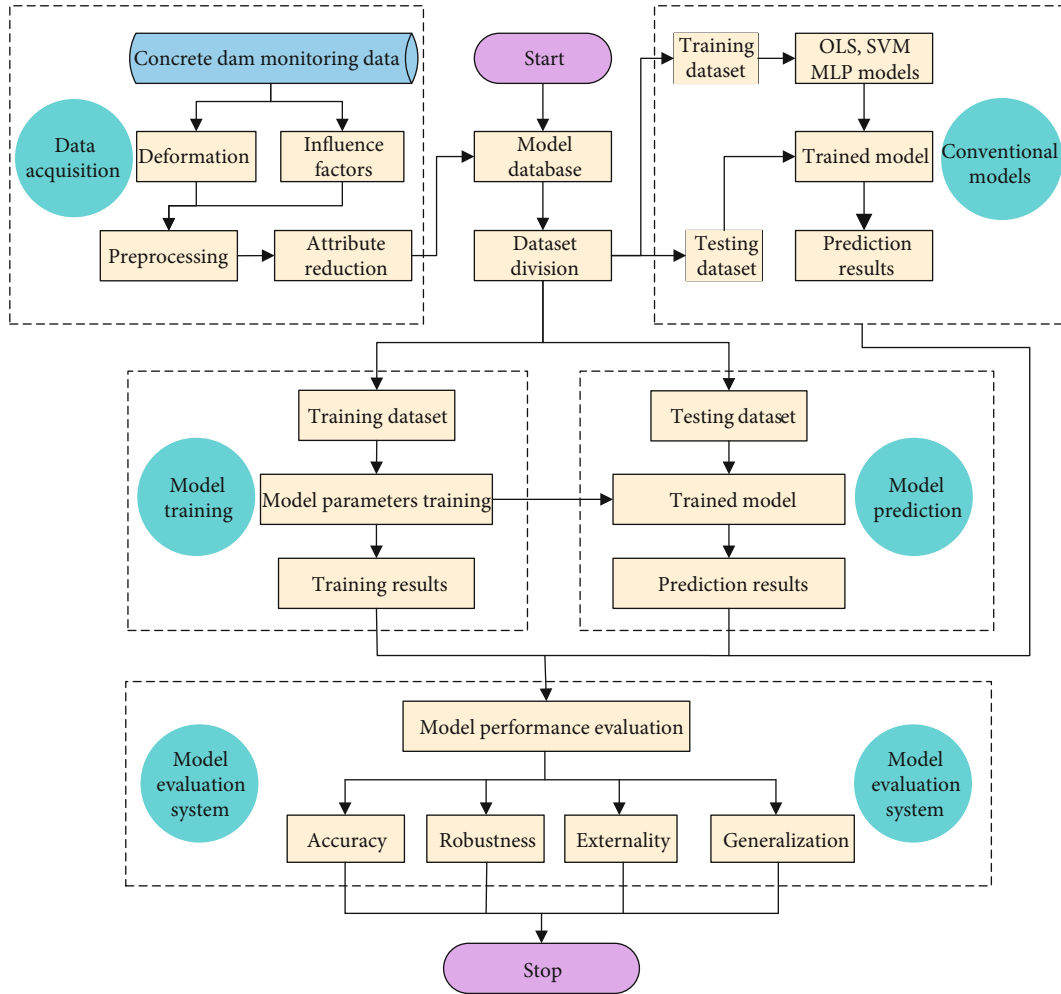 Concrete dam monitoring data
Data
acquisition
Deformation
Influence
factors
Preprocessing
Attribute
reduction
Start
Model
database
Dataset
division
Training
dataset
OLS, SVM
MLP models
Trained model
Conventional
models
Testing
dataset
Prediction
results
Training dataset
Model
training
Model parameters training
Training results
Testing dataset
Trained model
Model
prediction
Prediction results
Model performance evaluation
Model
evaluation
system
Model
evaluation
system
Accuracy
Robustness
Externality
Generalization
Stop